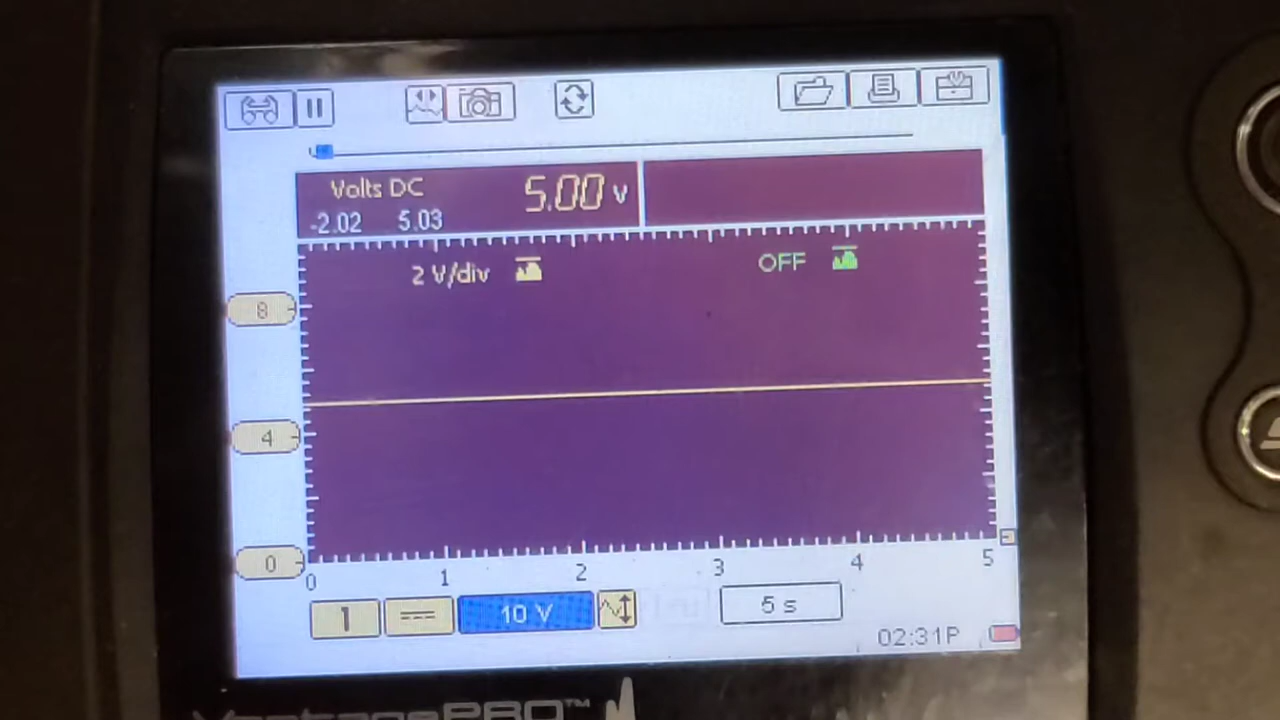 Volts DC 5.00 V
-2.02 5.03
2 V/div OFF
8
4
0
0 1 2 3 4 5
1 10 V 5 s
02:31P
VantagePRO™